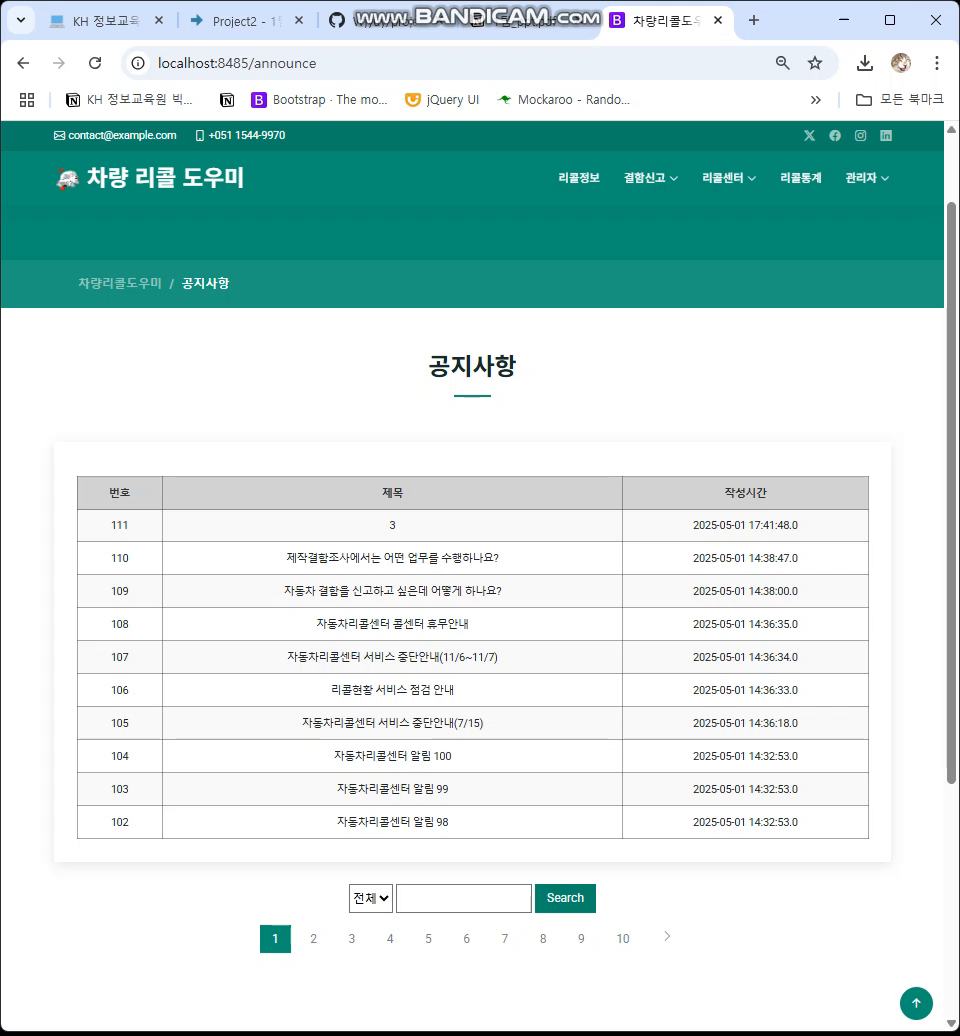 KH 정보교육
Project2 - 1
WWW.BANDICAM.COM
차량리콜도우
localhost:8485/announce
KH 정보교육원 빅...
Bootstrap · The mo...
jQuery UI
Mockaroo - Rando...
모든 북마크
contact@example.com
+051 1544-9970
차량 리콜 도우미
리콜정보
결함신고
리콜센터
리콜통계
관리자
차량리콜도우미 / 공지사항
공지사항
번호 제목 작성시간
111 3 2025-05-01 17:41:48.0
110 제작결함조사에서는 어떤 업무를 수행하나요? 2025-05-01 14:38:47.0
109 자동차 결함을 신고하고 싶은데 어떻게 하나요? 2025-05-01 14:38:00.0
108 자동차리콜센터 콜센터 휴무안내 2025-05-01 14:36:35.0
107 자동차리콜센터 서비스 중단안내(11/6~11/7) 2025-05-01 14:36:34.0
106 리콜현황 서비스 점검 안내 2025-05-01 14:36:33.0
105 자동차리콜센터 서비스 중단안내(7/15) 2025-05-01 14:36:18.0
104 자동차리콜센터 알림 100 2025-05-01 14:32:53.0
103 자동차리콜센터 알림 99 2025-05-01 14:32:53.0
102 자동차리콜센터 알림 98 2025-05-01 14:32:53.0
전체 Search
1 2 3 4 5 6 7 8 9 10